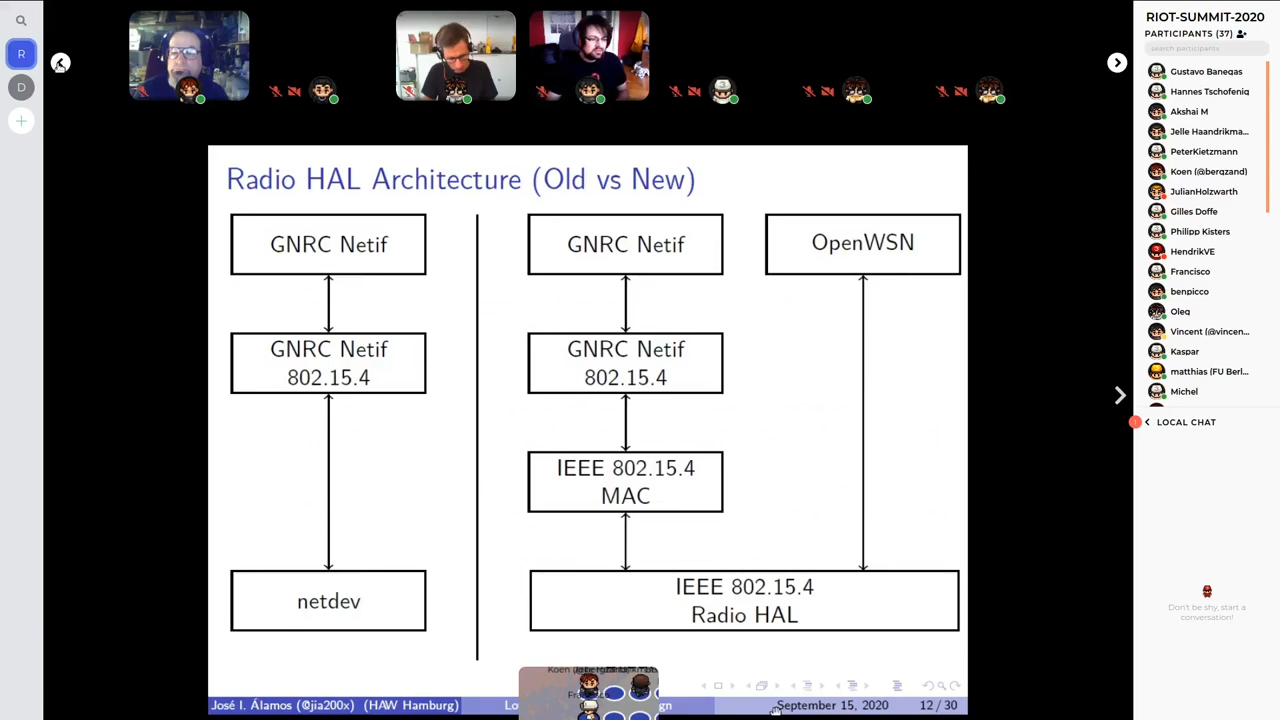 RIOT-SUMMIT-2020
PARTICIPANTS (37)
search participants
Gustavo Banegas
Hannes Tschofeniq
Akshai M
Jelle Haandrikma...
PeterKietzmann
Koen (@bergzand)
JulianHolzwarth
Gilles Doffe
Philipp Kisters
HendrikVE
Francisco
benpicco
Oleg
Vincent (@vincen...
Kaspar
matthias (FU Berl...
Michel
LOCAL CHAT
Don't be shy, start a
conversation!
R
D
Radio HAL Architecture (Old vs New)
GNRC Netif
GNRC Netif
802.15.4
netdev
GNRC Netif
GNRC Netif
802.15.4
IEEE 802.15.4
MAC
OpenWSN
IEEE 802.15.4
Radio HAL
José I. Álamos (@jia200x) (HAW Hamburg)
September 15, 2020
12 / 30